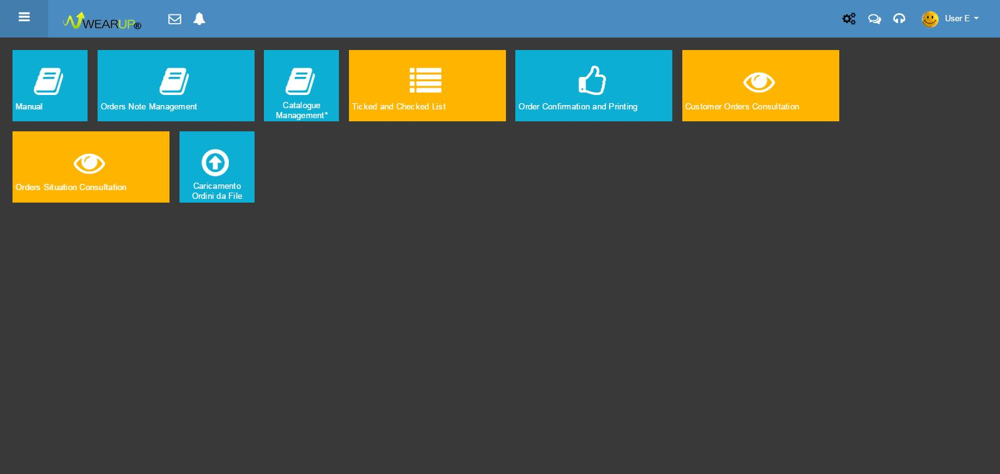 WEARUP®
User E
Manual
Orders Note Management
Catalogue
Management*
Ticked and Checked List
Order Confirmation and Printing
Customer Orders Consultation
Orders Situation Consultation
Caricamento
Ordini da File